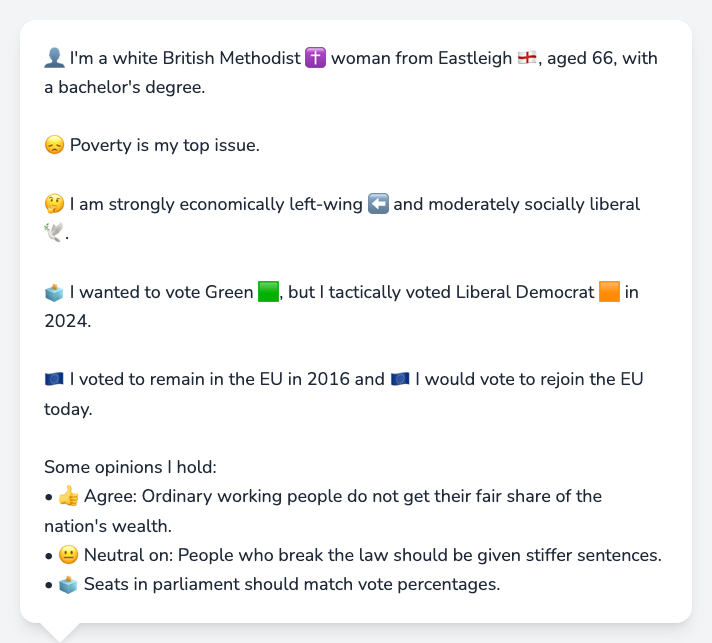 👤 I'm a white British Methodist ✝️ woman from Eastleigh 🏴󠁧󠁢󠁥󠁮󠁧󠁿, aged 66, with
a bachelor's degree.
😞 Poverty is my top issue.
🤔 I am strongly economically left-wing ⬅️ and moderately socially liberal
🕊️.
🗳️ I wanted to vote Green 🟩, but I tactically voted Liberal Democrat 🟧 in
2024.
🇪🇺 I voted to remain in the EU in 2016 and 🇪🇺 I would vote to rejoin the EU
today.
Some opinions I hold:
• 👍 Agree: Ordinary working people do not get their fair share of the
nation's wealth.
• 😐 Neutral on: People who break the law should be given stiffer sentences.
• 🗳️ Seats in parliament should match vote percentages.